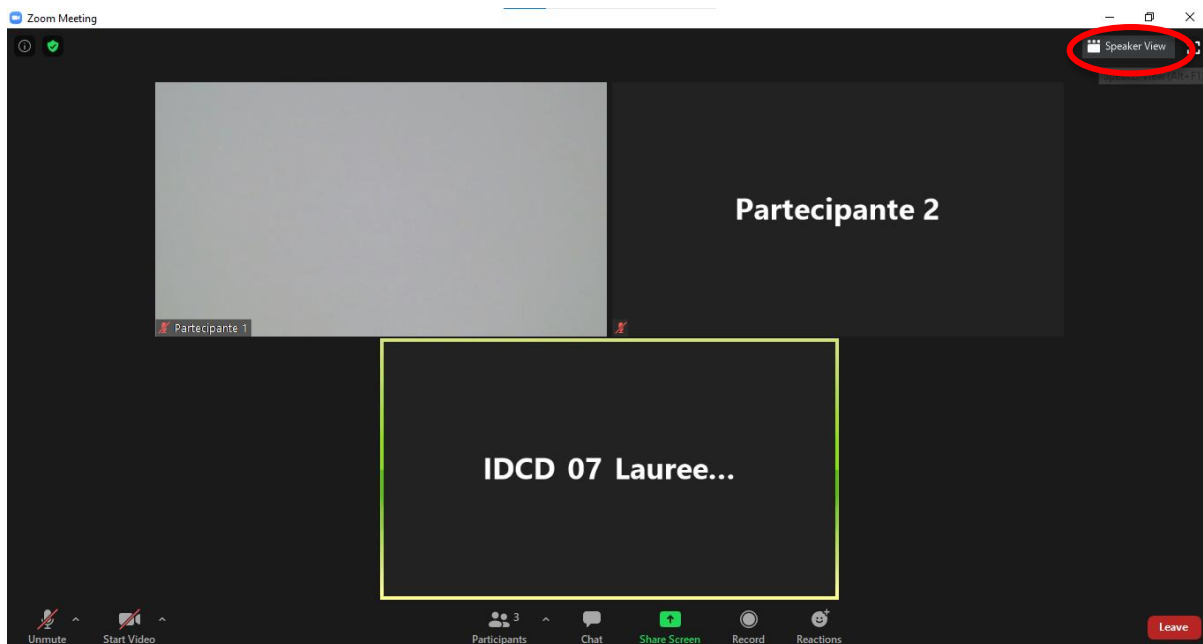 Zoom Meeting
Speaker View
Partecipante 2
Partecipante 1
IDCD 07 Lauree...
3
Unmute
Start Video
Participants
Chat
Share Screen
Record
Reactions
Leave